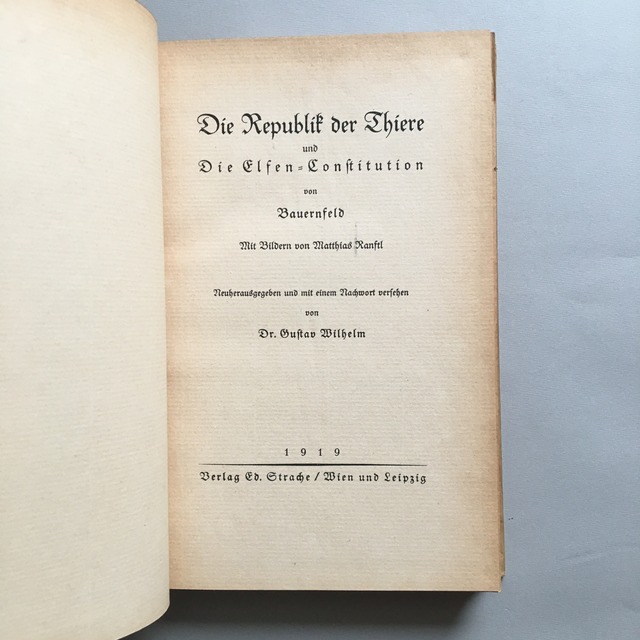 Die Republik der Thiere
und
Die Elfen=Conſtitution
von
Bauernfeld
Mit Bildern von Matthias Ranftl
Neuherausgegeben und mit einem Nachwort verſehen
von
Dr. Guſtav Wilhelm
1919
Verlag Ed. Strache / Wien und Leipzig